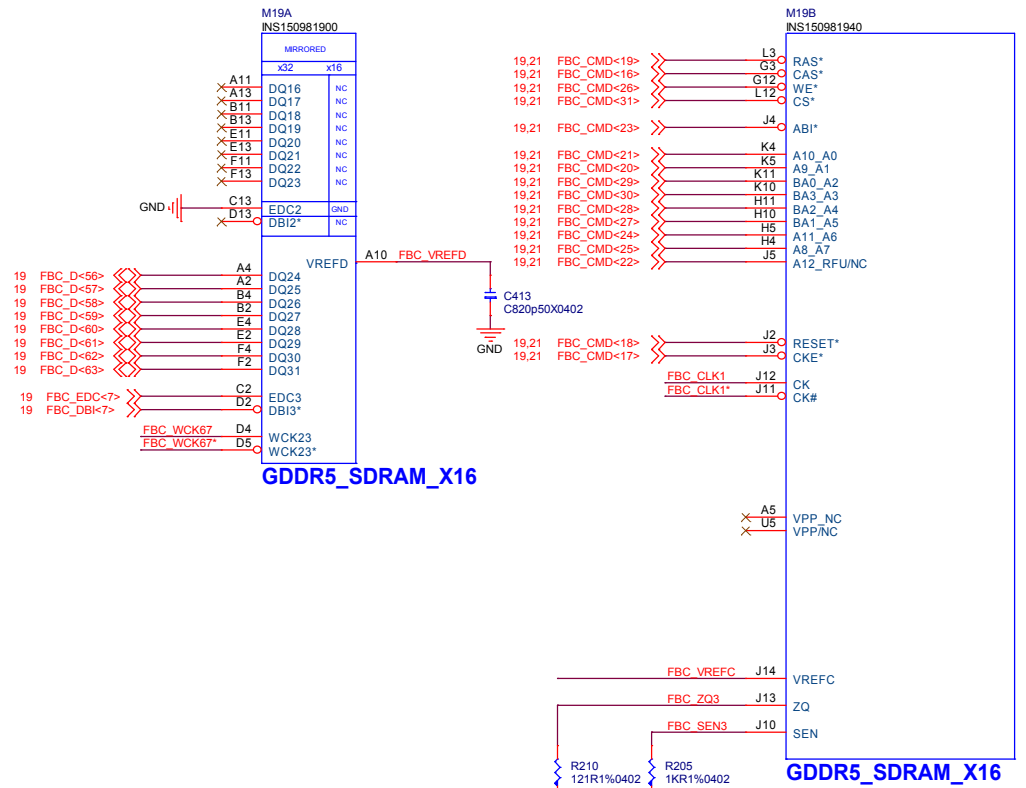 M19A
INS150981900
MIRRORED
x32 x16
A11 DQ16 NC
A13 DQ17 NC
B11 DQ18 NC
B13 DQ19 NC
E11 DQ20 NC
E13 DQ21 NC
F11 DQ22 NC
F13 DQ23 NC
GND C13 EDC2 GND
D13 DBI2* NC
VREFD A10 FBC_VREFD
19 FBC_D<56> A4 DQ24
19 FBC_D<57> A2 DQ25
19 FBC_D<58> B4 DQ26
19 FBC_D<59> B2 DQ27
19 FBC_D<60> E4 DQ28
19 FBC_D<61> E2 DQ29
19 FBC_D<62> F4 DQ30
19 FBC_D<63> F2 DQ31
19 FBC_EDC<7> C2 EDC3
19 FBC_DBI<7> D2 DBI3*
FBC_WCK67 D4 WCK23
FBC_WCK67* D5 WCK23*
GDDR5_SDRAM_X16
C413
C820p50X0402
GND
M19B
INS150981940
19,21 FBC_CMD<19> L3 RAS*
19,21 FBC_CMD<16> G3 CAS*
19,21 FBC_CMD<26> G12 WE*
19,21 FBC_CMD<31> L12 CS*
19,21 FBC_CMD<23> J4 ABI*
19,21 FBC_CMD<21> K4 A10_A0
19,21 FBC_CMD<20> K5 A9_A1
19,21 FBC_CMD<29> K11 BA0_A2
19,21 FBC_CMD<30> K10 BA3_A3
19,21 FBC_CMD<28> H11 BA2_A4
19,21 FBC_CMD<27> H10 BA1_A5
19,21 FBC_CMD<24> H5 A11_A6
19,21 FBC_CMD<25> H4 A8_A7
19,21 FBC_CMD<22> J5 A12_RFU/NC
19,21 FBC_CMD<18> J2 RESET*
19,21 FBC_CMD<17> J3 CKE*
FBC_CLK1 J12 CK
FBC_CLK1* J11 CK#
A5 VPP_NC
U5 VPP/NC
FBC_VREFC J14 VREFC
FBC_ZQ3 J13 ZQ
FBC_SEN3 J10 SEN
R210
121R1%0402
R205
1KR1%0402
GDDR5_SDRAM_X16